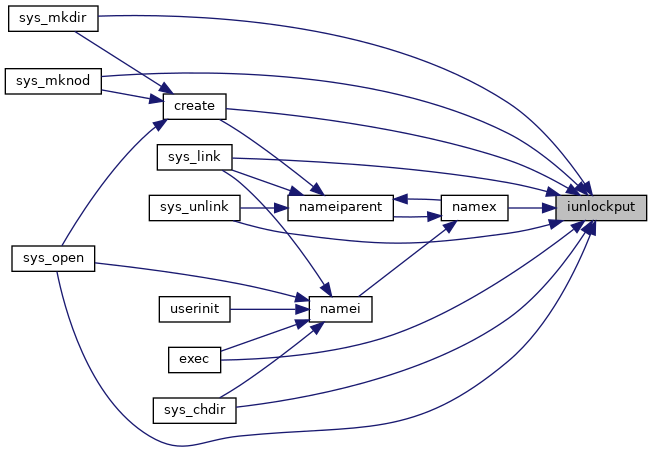 sys_mkdir
sys_mknod
create
sys_link
sys_unlink
nameiparent
namex
iunlockput
sys_open
userinit
namei
exec
sys_chdir